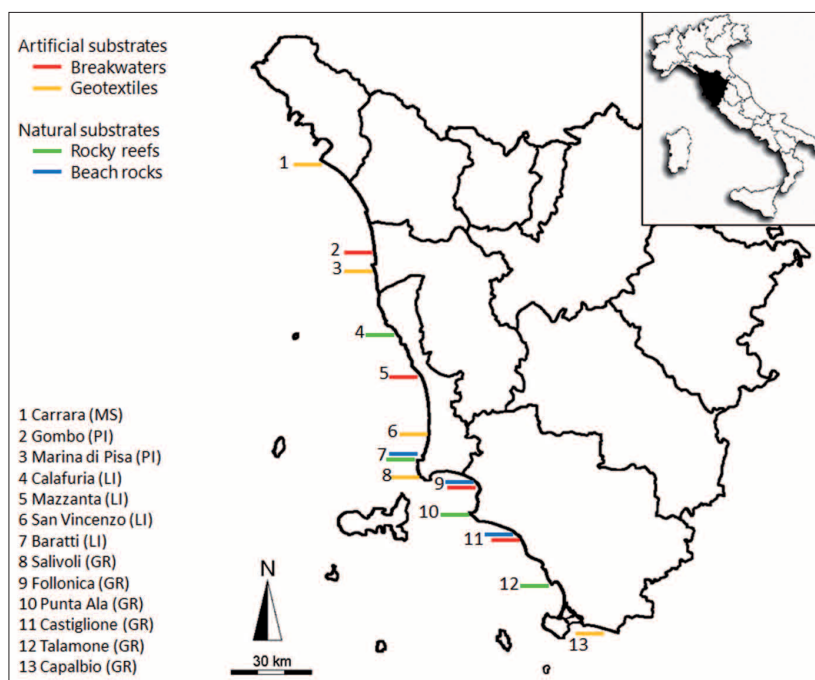 Artificial substrates
Breakwaters
Geotextiles
Natural substrates
Rocky reefs
Beach rocks
1
2
3
4
5
6
7
8
9
10
11
12
13
1 Carrara (MS)
2 Gombo (PI)
3 Marina di Pisa (PI)
4 Calafuria (LI)
5 Mazzanta (LI)
6 San Vincenzo (LI)
7 Baratti (LI)
8 Salivoli (GR)
9 Follonica (GR)
10 Punta Ala (GR)
11 Castiglione (GR)
12 Talamone (GR)
13 Capalbio (GR)
N
30 km